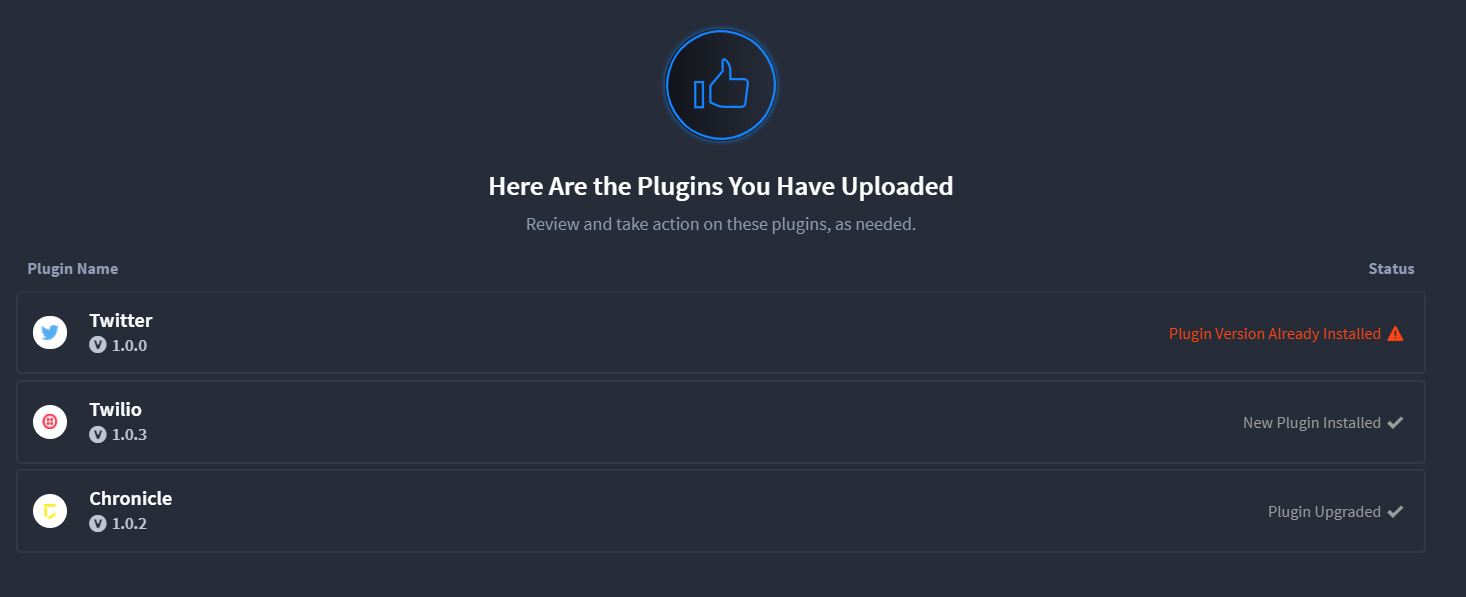 Here Are the Plugins You Have Uploaded
Review and take action on these plugins, as needed.
Plugin Name Status
Twitter
V 1.0.0
Plugin Version Already Installed
Twilio
V 1.0.3
New Plugin Installed
Chronicle
V 1.0.2
Plugin Upgraded